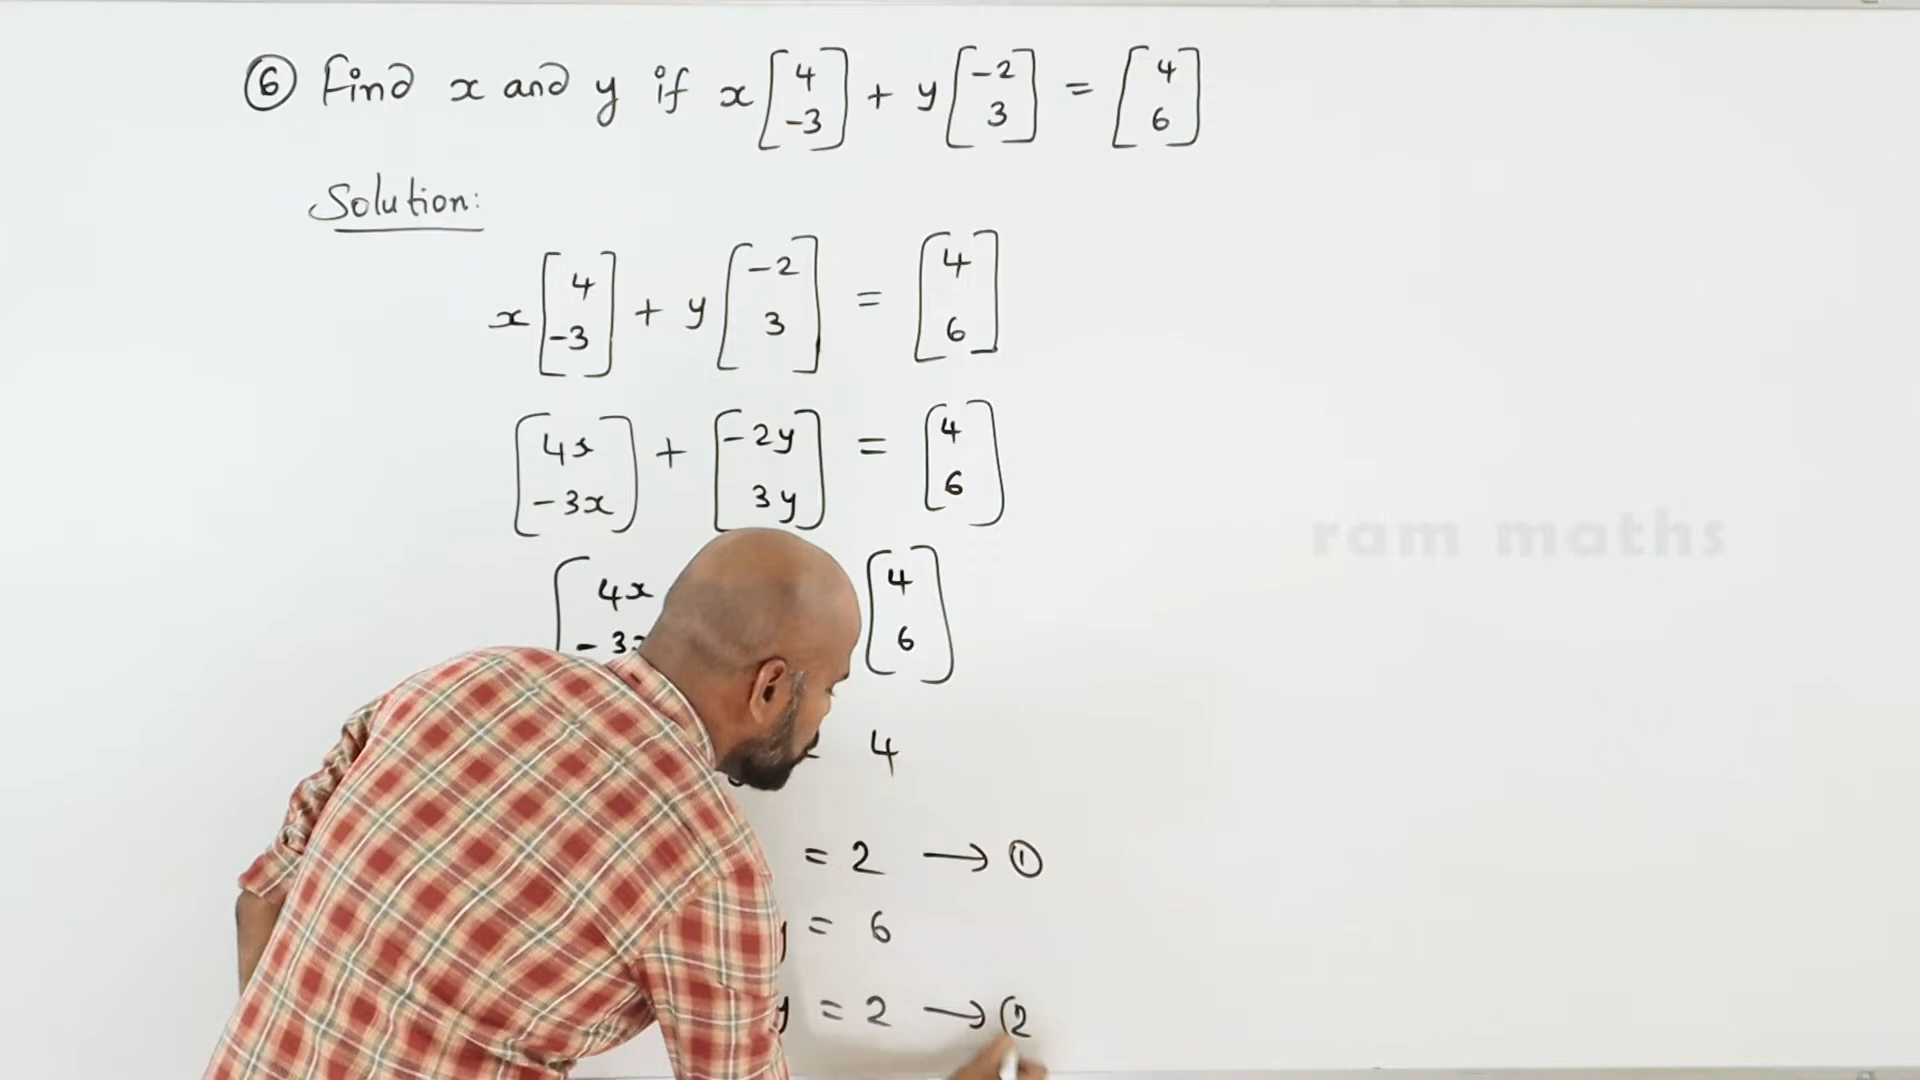 ⑥ Find x and y if x[4 -3] + y[-2 3] = [4 6]
Solution:
x[4 -3] + y[-2 3] = [4 6]
[4x -3x] + [-2y 3y] = [4 6]
[4x -3x [4 6]
4
= 2 → ①
y = 6
y = 2 → ②
ram maths